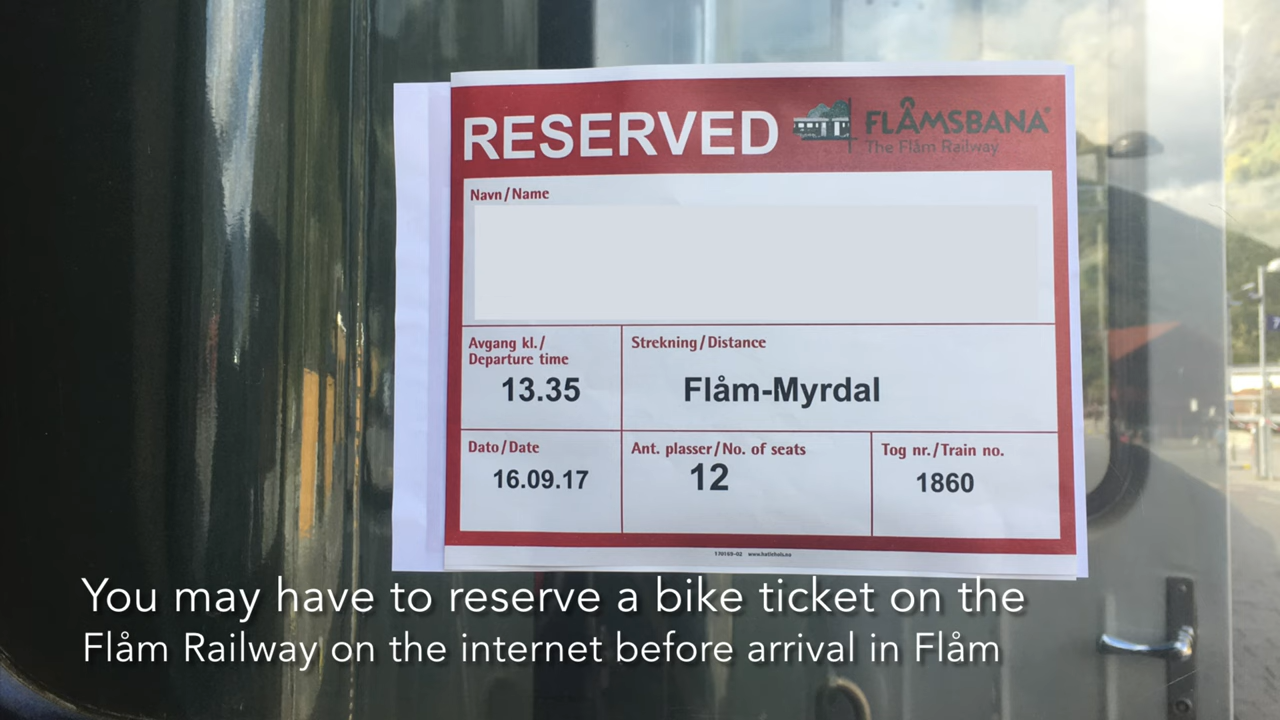 RESERVED
FLÅMSBANA
The Flåm Railway
Navn/Name
Avgang kl./
Departure time
13.35
Strekning/Distance
Flåm-Myrdal
Dato/Date
16.09.17
Ant. plasser/No. of seats
12
Tog nr./Train no.
1860
You may have to reserve a bike ticket on the
Flåm Railway on the internet before arrival in Flåm